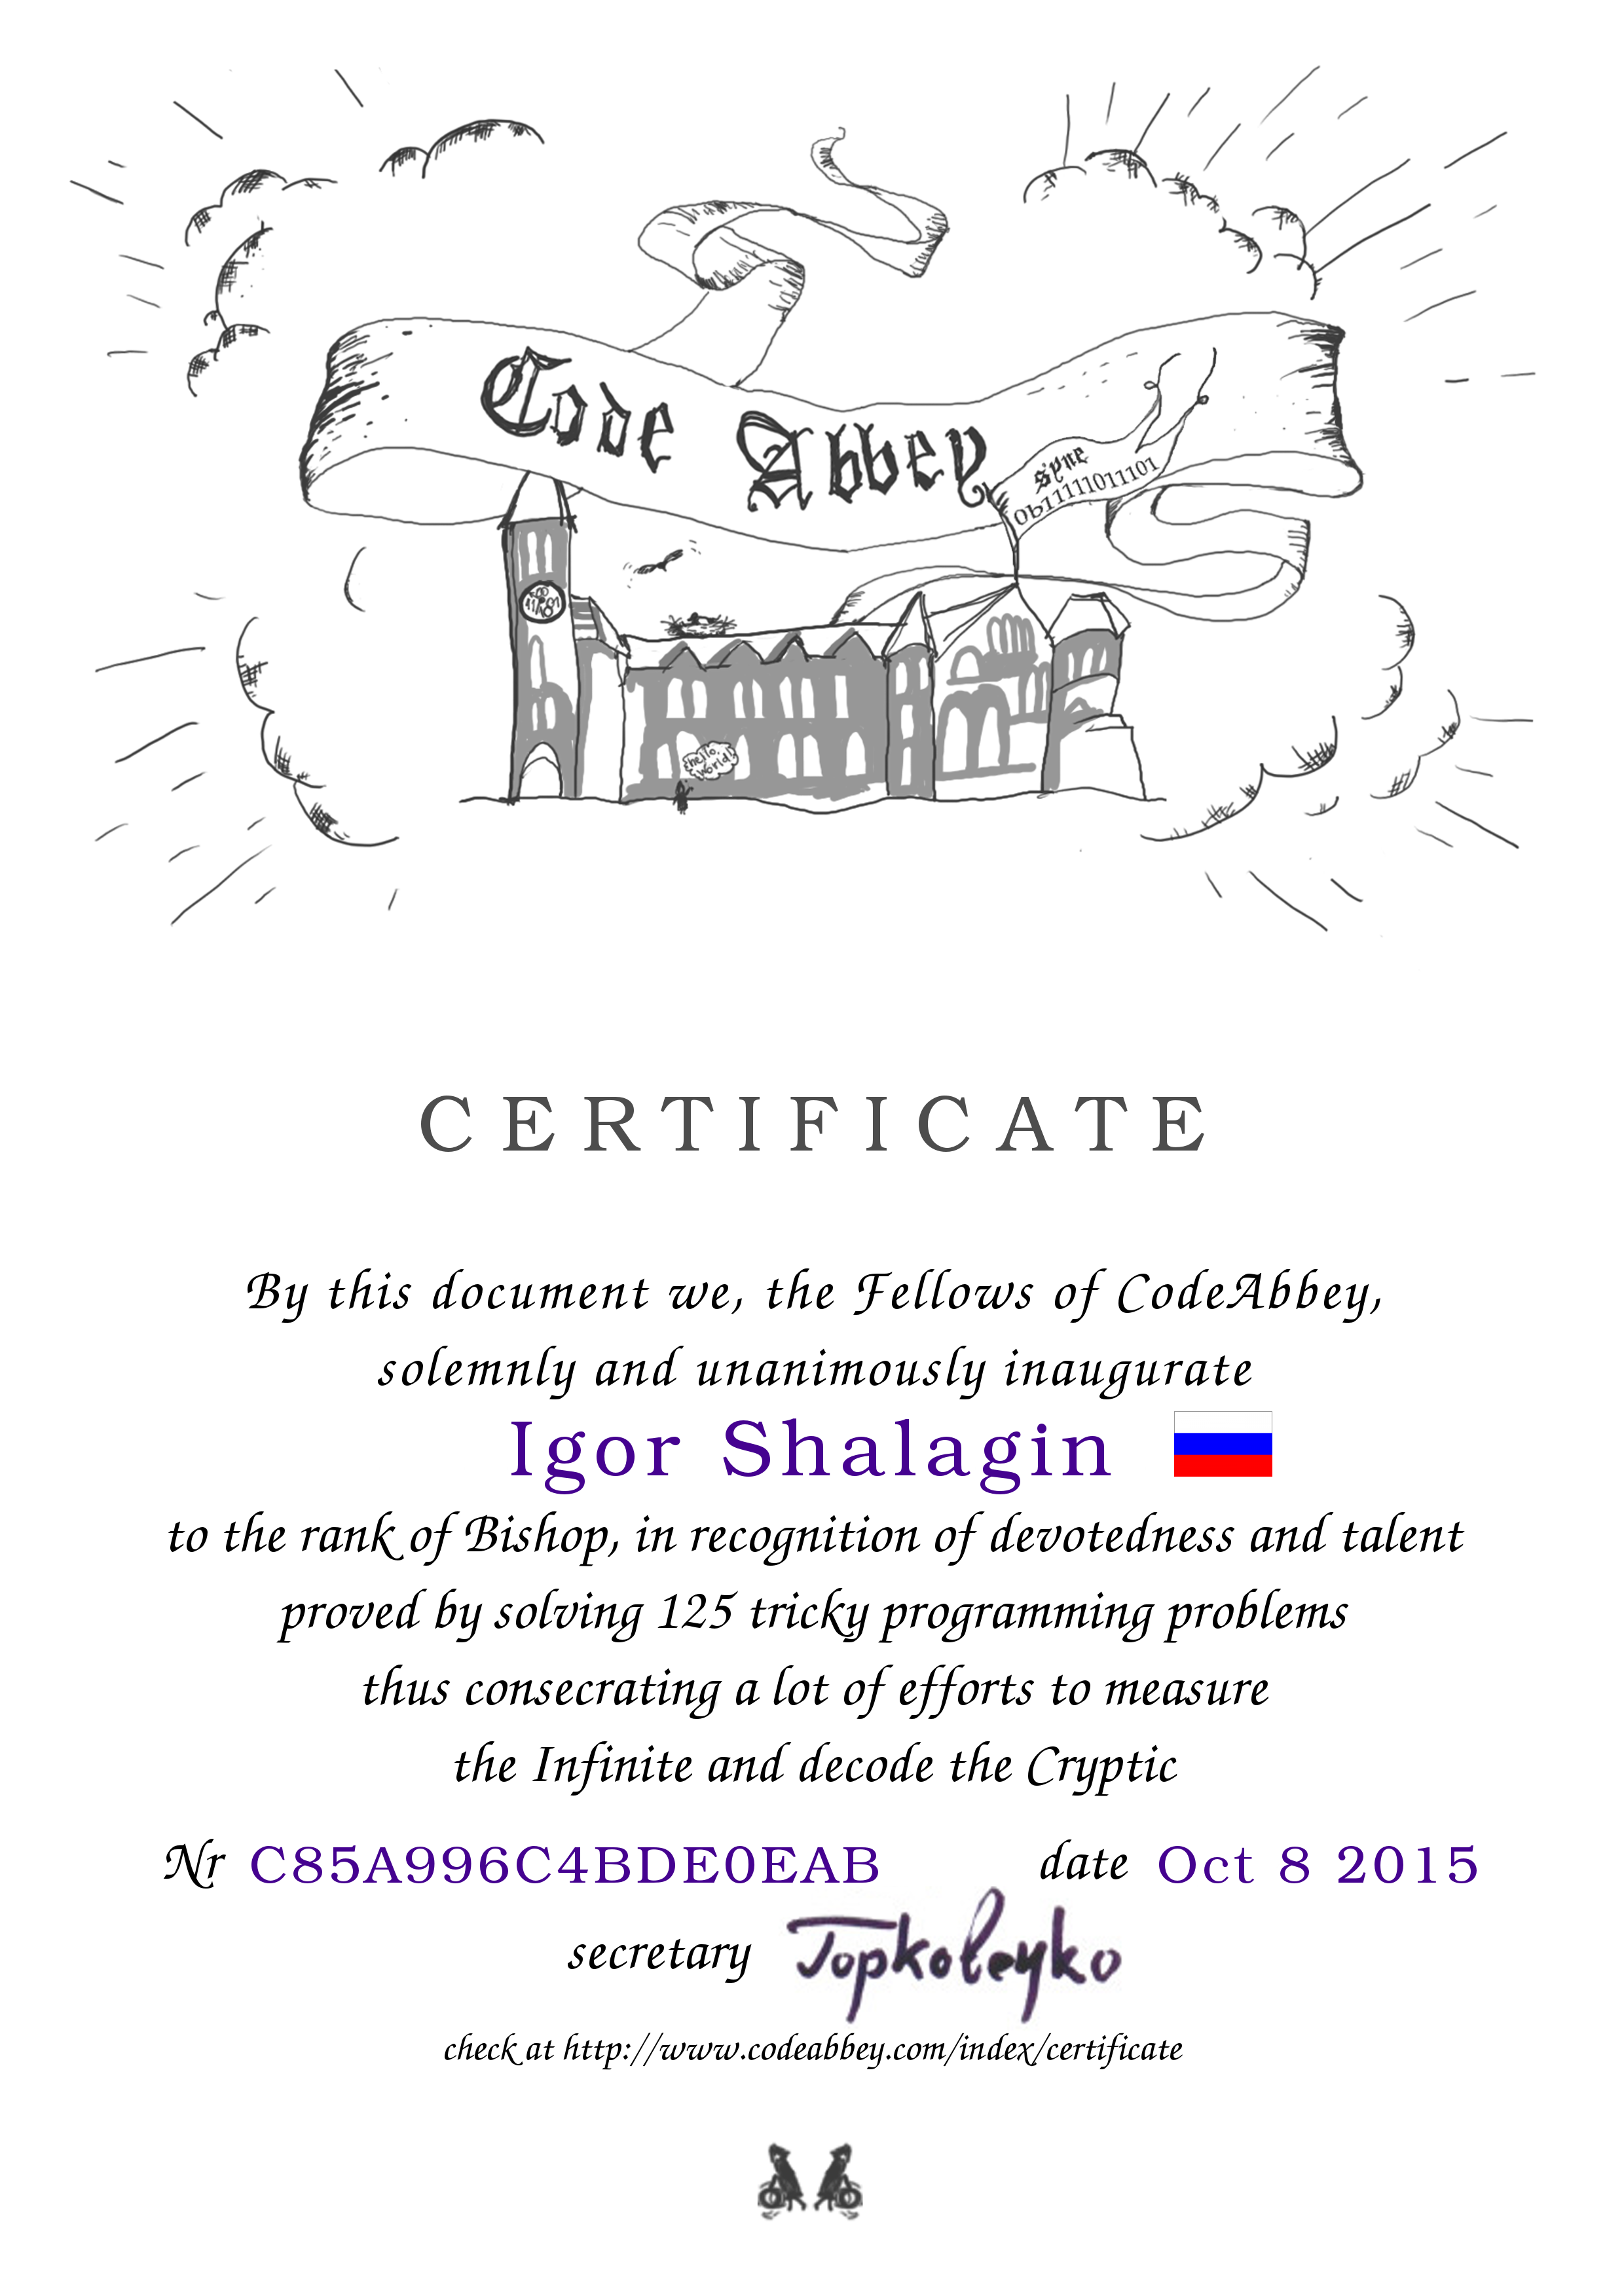 Code Abbey
syne
0b11111011101
hello,
world!
CERTIFICATE
By this document we, the Fellows of CodeAbbey,
solemnly and unanimously inaugurate
Igor Shalagin
to the rank of Bishop, in recognition of devotedness and talent
proved by solving 125 tricky programming problems
thus consecrating a lot of efforts to measure
the Infinite and decode the Cryptic
Nr C85A996C4BDE0EAB date Oct 8 2015
secretary
check at http://www.codeabbey.com/index/certificate